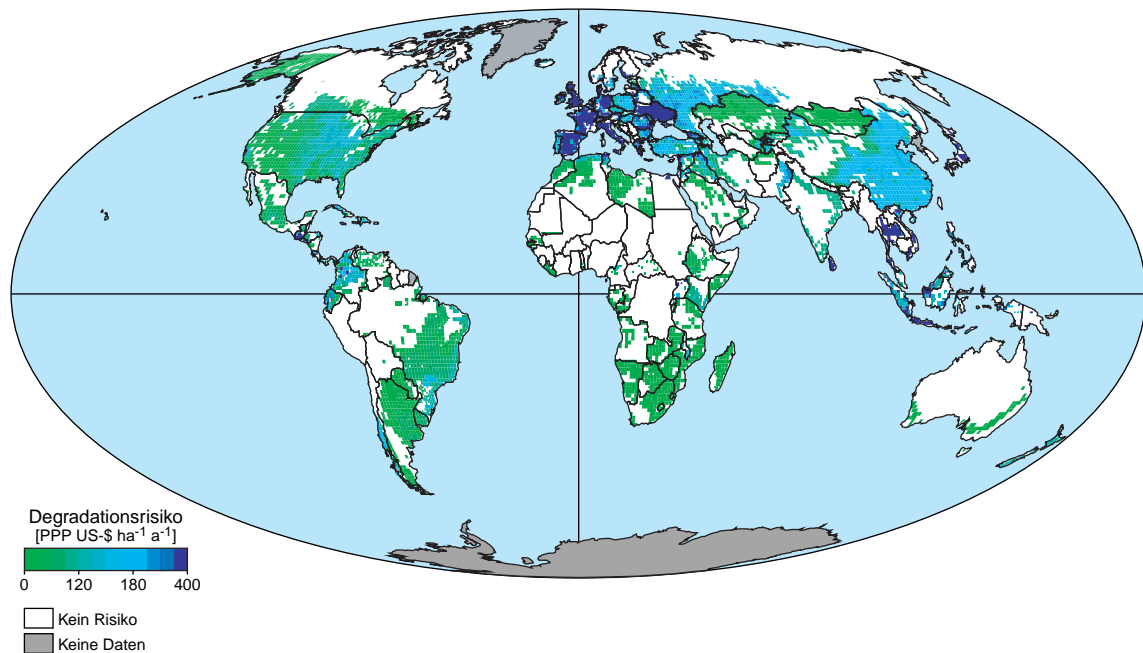 Degradationsrisiko
[PPP US-$ ha⁻¹ a⁻¹]
0 120 180 400
Kein Risiko
Keine Daten